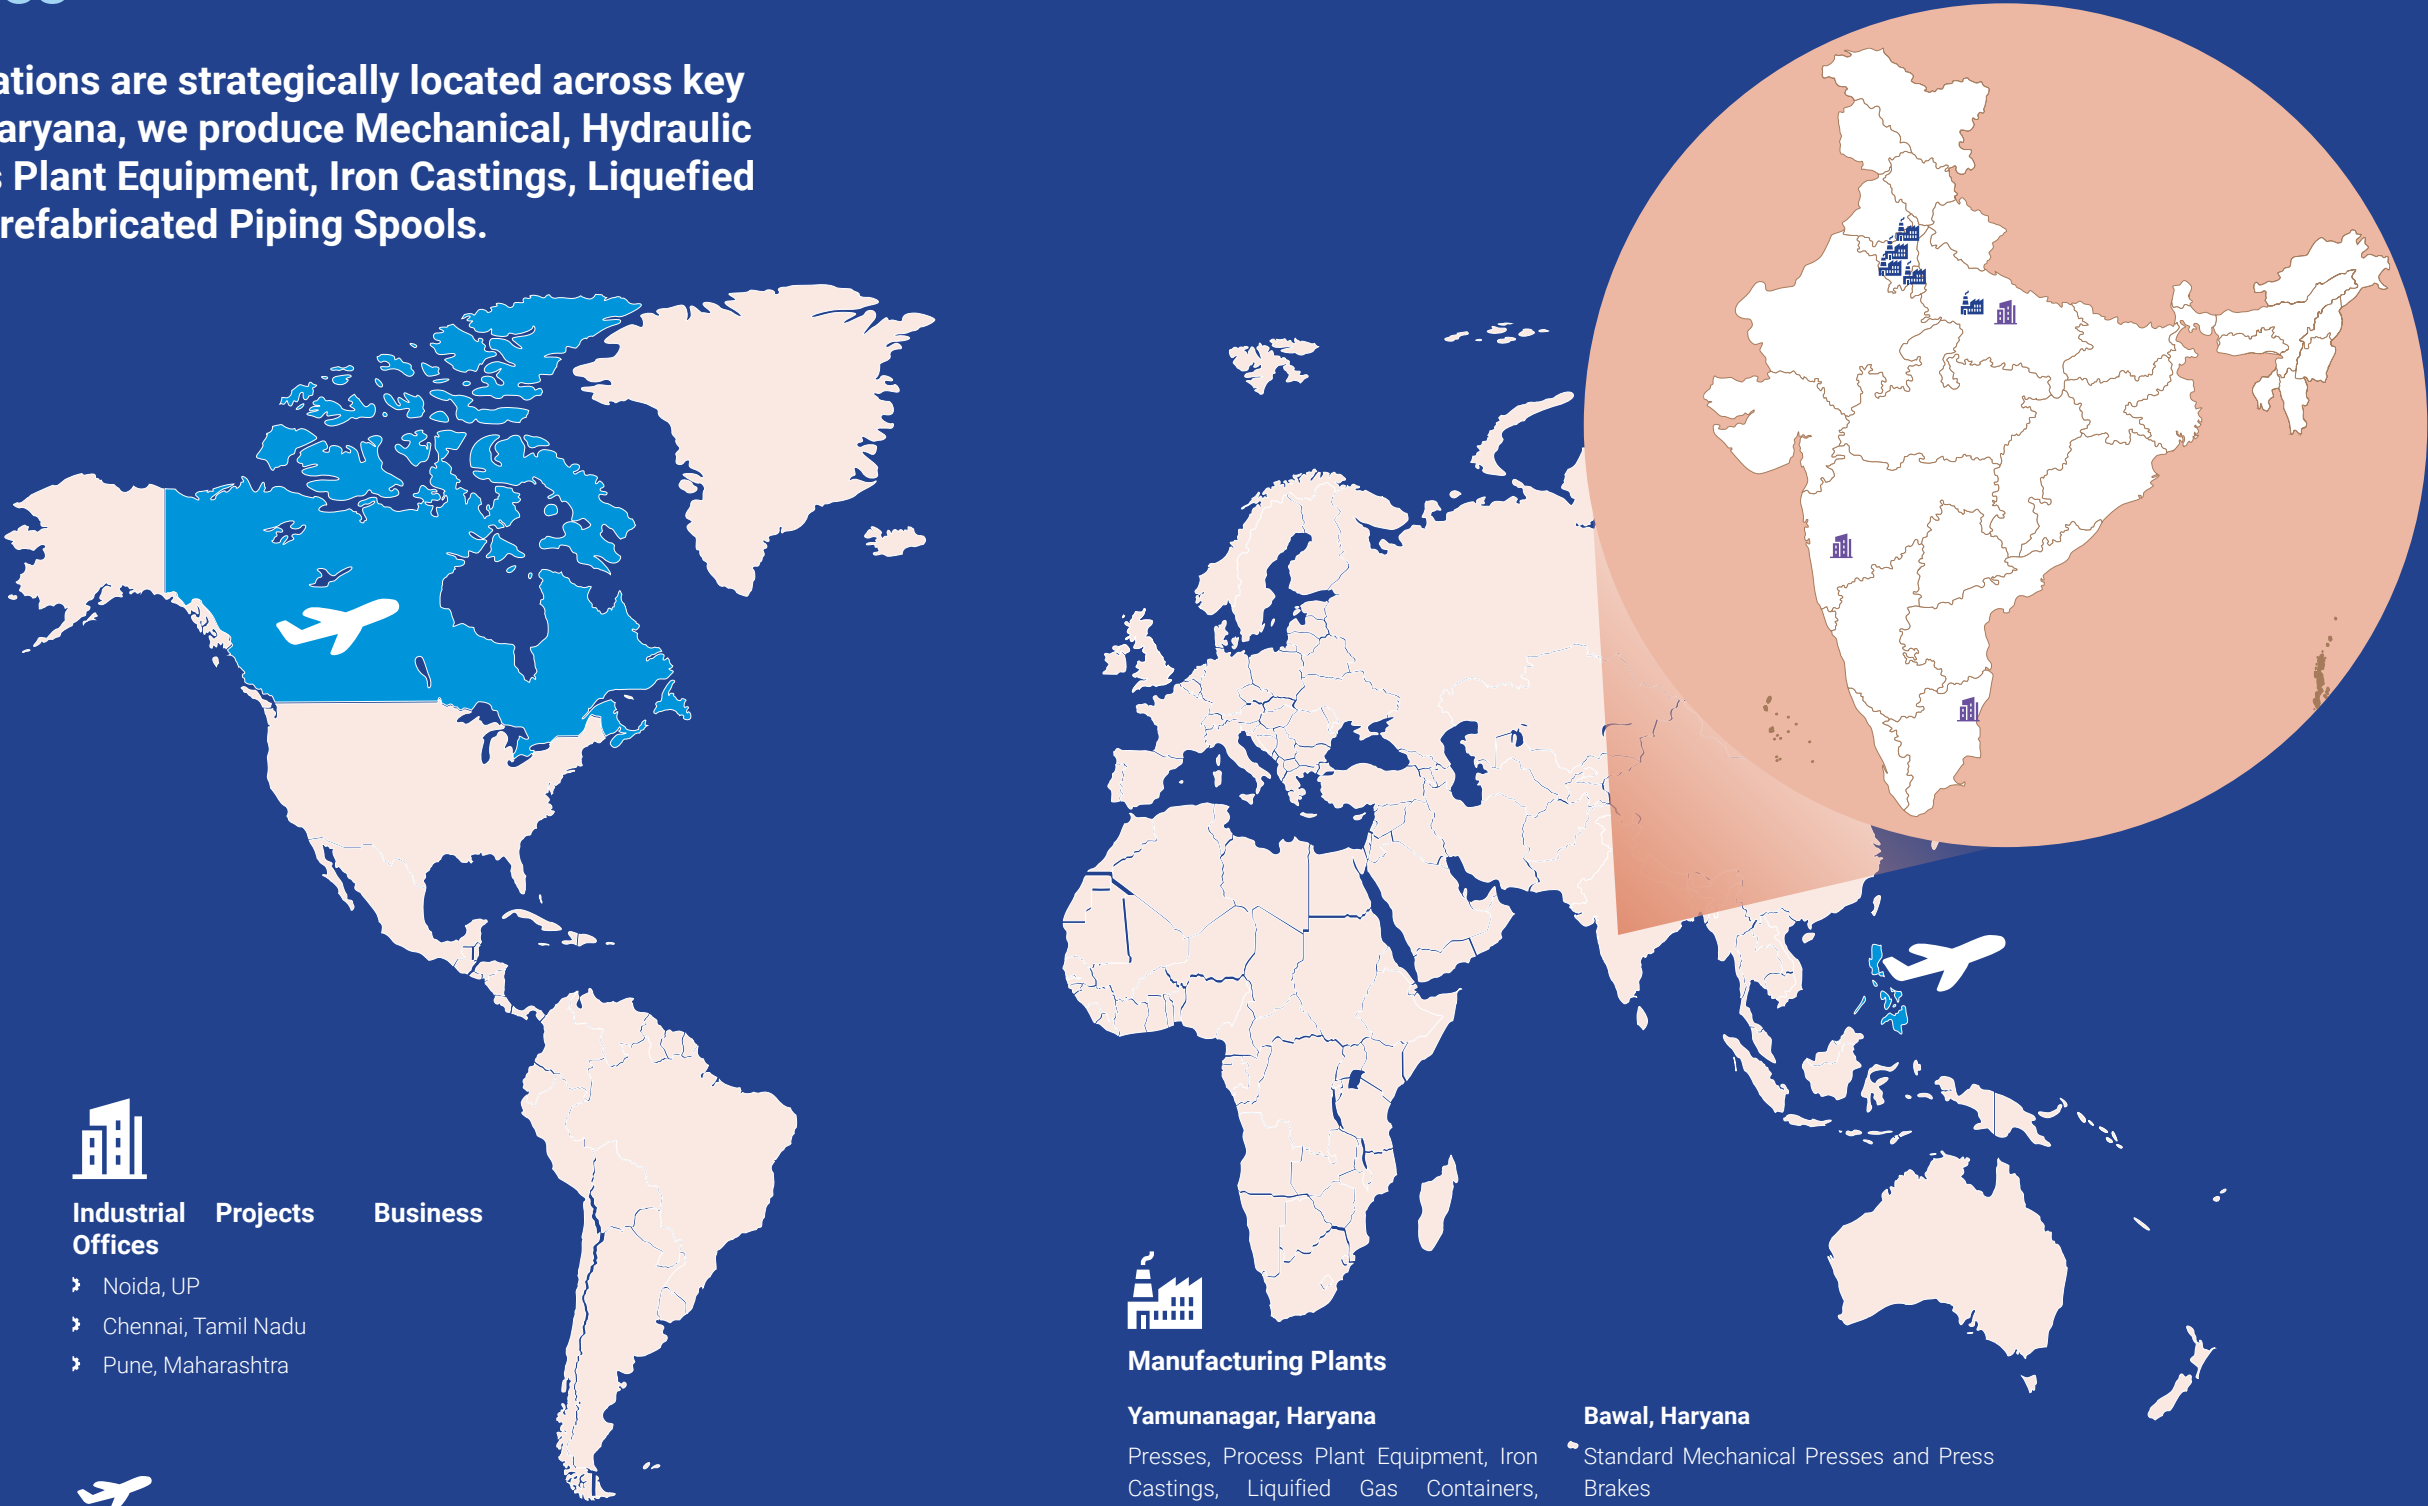 ations are strategically located across key
aryana, we produce Mechanical, Hydraulic
s Plant Equipment, Iron Castings, Liquefied
refabricated Piping Spools.
Industrial Projects Business
Offices
Noida, UP
Chennai, Tamil Nadu
Pune, Maharashtra
Manufacturing Plants
Yamunanagar, Haryana
Presses, Process Plant Equipment, Iron
Castings, Liquified Gas Containers,
Bawal, Haryana
Standard Mechanical Presses and Press
Brakes